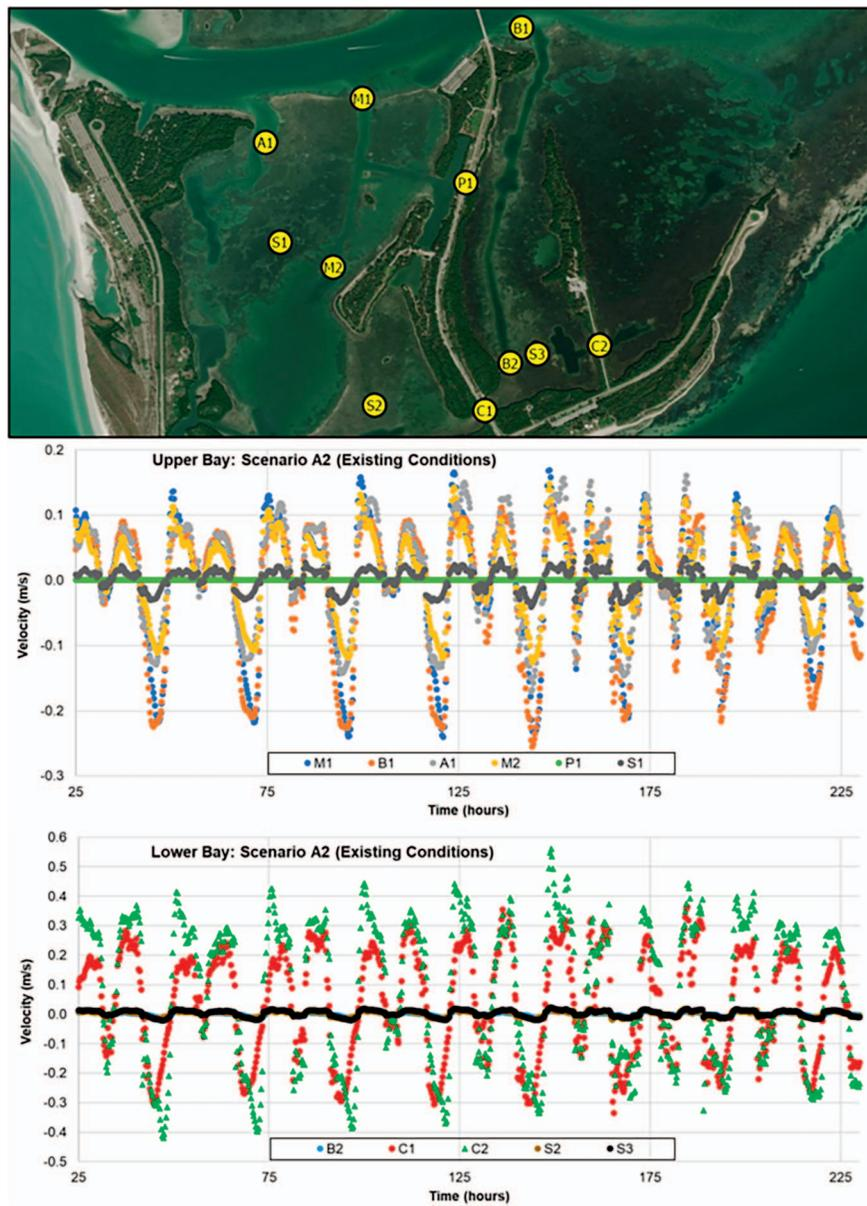 B1
M1
A1
P1
S1
M2
C2
S3
B2
S2
C1
Upper Bay: Scenario A2 (Existing Conditions)
0.2
0.1
0.0
-0.1
-0.2
-0.3
Velocity (m/s)
25 75 125 175 225
M1 B1 A1 M2 P1 S1
Time (hours)
Lower Bay: Scenario A2 (Existing Conditions)
0.6
0.5
0.4
0.3
0.2
0.1
0.0
-0.1
-0.2
-0.3
-0.4
-0.5
Velocity (m/s)
B2 C1 C2 S2 S3
25 75 125 175 225
Time (hours)